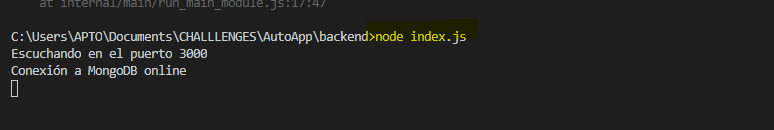 at internal/main/run_main_module.js:17:47
C:\Users\APTO\Documents\CHALLLENGES\AutoApp\backend>node index.js
Escuchando en el puerto 3000
Conexión a MongoDB online